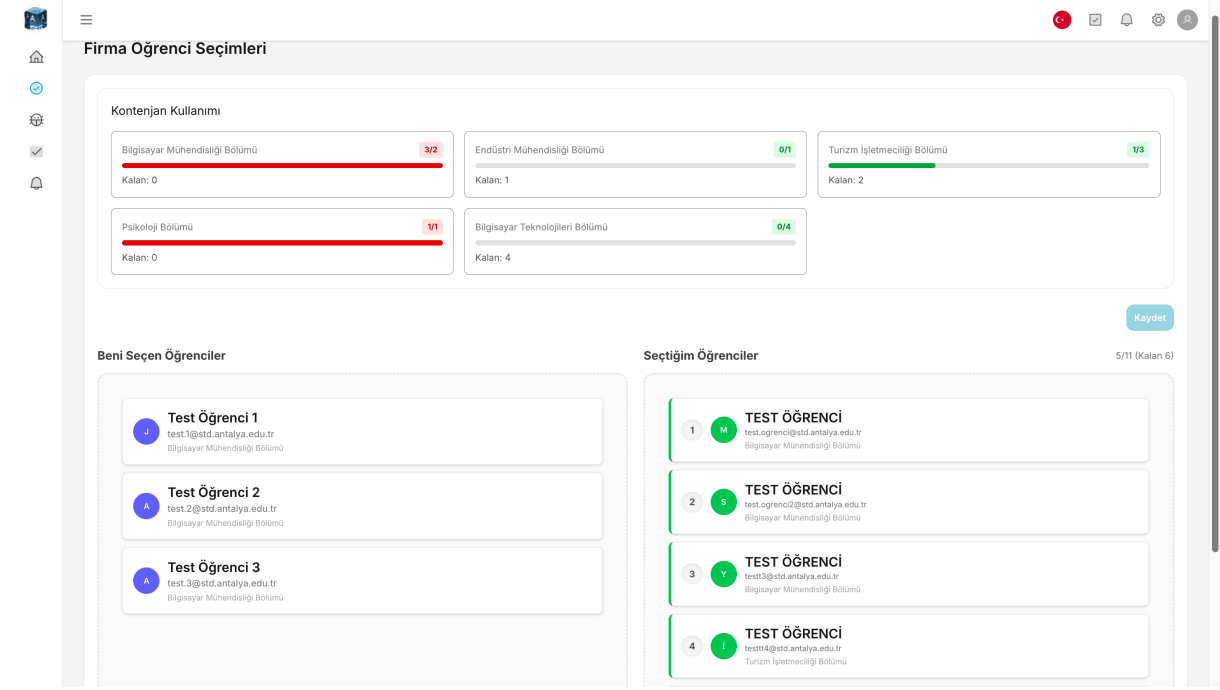 Firma Öğrenci Seçimleri
Kontenjan Kullanımı
Bilgisayar Mühendisliği Bölümü 3/2
Kalan: 0
Endüstri Mühendisliği Bölümü 0/1
Kalan: 1
Turizm İşletmeciliği Bölümü 1/3
Kalan: 2
Psikoloji Bölümü 1/1
Kalan: 0
Bilgisayar Teknolojileri Bölümü 0/4
Kalan: 4
Kaydet
Beni Seçen Öğrenciler
J
Test Öğrenci 1
test.1@std.antalya.edu.tr
Bilgisayar Mühendisliği Bölümü
A
Test Öğrenci 2
test.2@std.antalya.edu.tr
Bilgisayar Mühendisliği Bölümü
A
Test Öğrenci 3
test.3@std.antalya.edu.tr
Bilgisayar Mühendisliği Bölümü
Seçtiğim Öğrenciler 5/11 (Kalan 6)
1 M
TEST ÖĞRENCİ
test.ogrenci@std.antalya.edu.tr
Bilgisayar Mühendisliği Bölümü
2 S
TEST ÖĞRENCİ
test.ogrenci2@std.antalya.edu.tr
Bilgisayar Mühendisliği Bölümü
3 Y
TEST ÖĞRENCİ
testt3@std.antalya.edu.tr
Bilgisayar Mühendisliği Bölümü
4 İ
TEST ÖĞRENCİ
testtt4@std.antalya.edu.tr
Turizm İşletmeciliği Bölümü